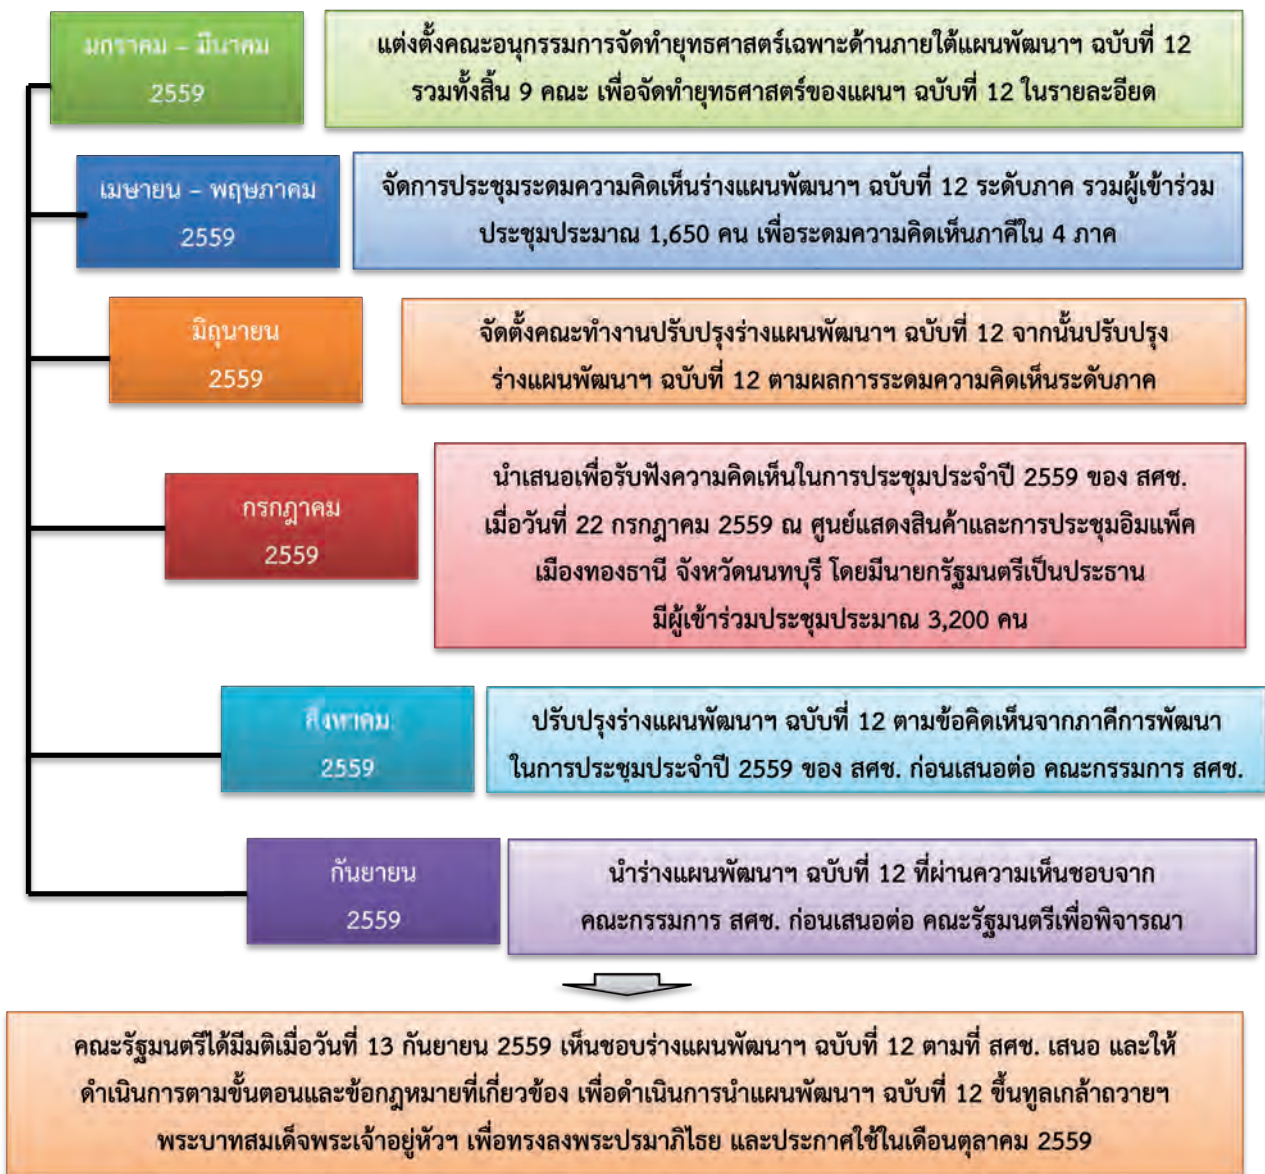 มกราคม – มีนาคม
2559
แต่งตั้งคณะอนุกรรมการจัดทำยุทธศาสตร์เฉพาะด้านภายใต้แผนพัฒนาฯ ฉบับที่ 12
รวมทั้งสิ้น 9 คณะ เพื่อจัดทำยุทธศาสตร์ของแผนฯ ฉบับที่ 12 ในรายละอียด
เมษายน – พฤษภาคม
2559
จัดการประชุมระดมความคิดเห็นร่างแผนพัฒนาฯ ฉบับที่ 12 ระดับภาค รวมผู้เข้าร่วม
ประชุมประมาณ 1,650 คน เพื่อระดมความคิดเห็นภาคีใน 4 ภาค
มิถุนายน
2559
จัดตั้งคณะทำงานปรับปรุงร่างแผนพัฒนาฯ ฉบับที่ 12 จากนั้นปรับปรุง
ร่างแผนพัฒนาฯ ฉบับที่ 12 ตามผลการระดมความคิดเห็นระดับภาค
กรกฎาคม
2559
นำเสนอเพื่อรับฟังความคิดเห็นในการประชุมประจำปี 2559 ของ สศช.
เมื่อวันที่ 22 กรกฎาคม 2559 ณ ศูนย์แสดงสินค้าและการประชุมอิมแพ็ค
เมืองทองธานี จังหวัดนนทบุรี โดยมีนายกรัฐมนตรีเป็นประธาน
มีผู้เข้าร่วมประชุมประมาณ 3,200 คน
สิงหาคม
2559
ปรับปรุงร่างแผนพัฒนาฯ ฉบับที่ 12 ตามข้อคิดเห็นจากภาคีการพัฒนา
ในการประชุมประจำปี 2559 ของ สศช. ก่อนเสนอต่อ คณะกรรมการ สศช.
กันยายน
2559
นำร่างแผนพัฒนาฯ ฉบับที่ 12 ที่ผ่านความเห็นชอบจาก
คณะกรรมการ สศช. ก่อนเสนอต่อ คณะรัฐมนตรีเพื่อพิจารณา
คณะรัฐมนตรีได้มีมติเมื่อวันที่ 13 กันยายน 2559 เห็นชอบร่างแผนพัฒนาฯ ฉบับที่ 12 ตามที่ สศช. เสนอ และให้
ดำเนินการตามขั้นตอนและข้อกฎหมายที่เกี่ยวข้อง เพื่อดำเนินการนำแผนพัฒนาฯ ฉบับที่ 12 ขึ้นทูลเกล้าถวายฯ
พระบาทสมเด็จพระเจ้าอยู่หัวฯ เพื่อทรงลงพระปรมาภิไธย และประกาศใช้ในเดือนตุลาคม 2559